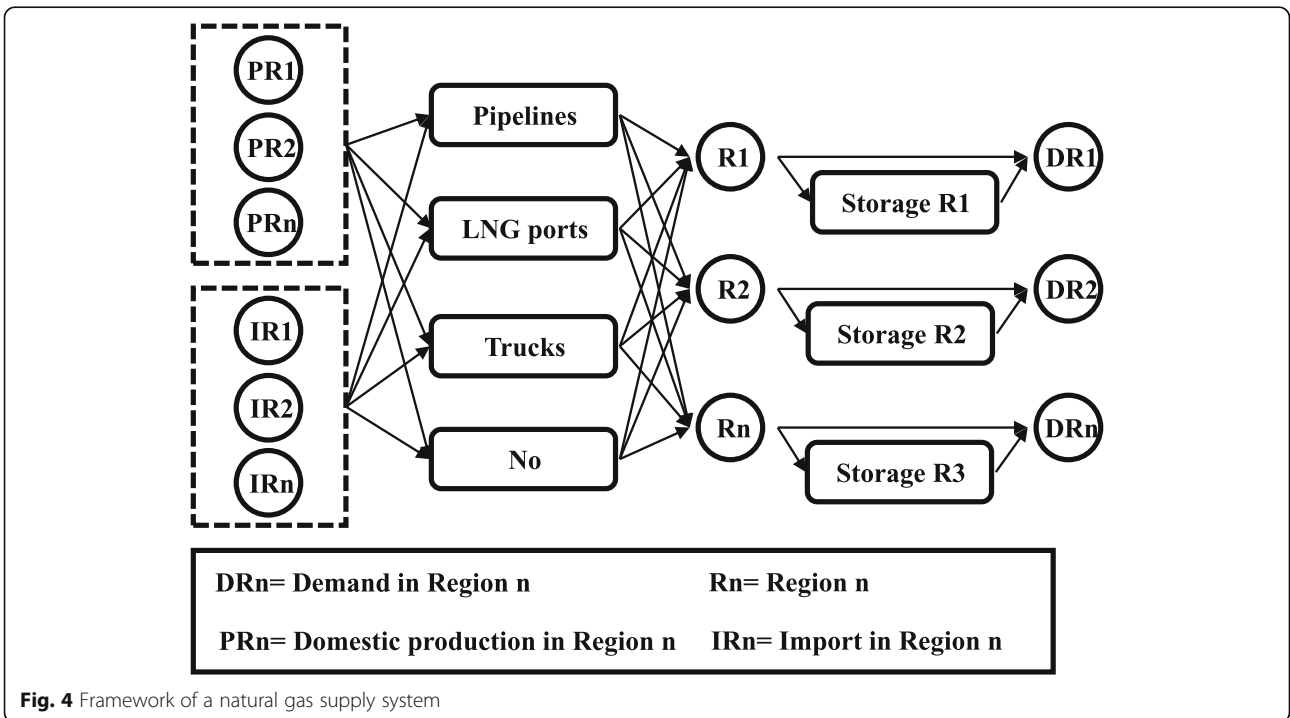 PR1
PR2
PRn
IR1
IR2
IRn
Pipelines
LNG ports
Trucks
No
R1
R2
Rn
Storage R1
Storage R2
Storage R3
DR1
DR2
DRn
DRn= Demand in Region n
Rn= Region n
PRn= Domestic production in Region n
IRn= Import in Region n
Fig. 4 Framework of a natural gas supply system